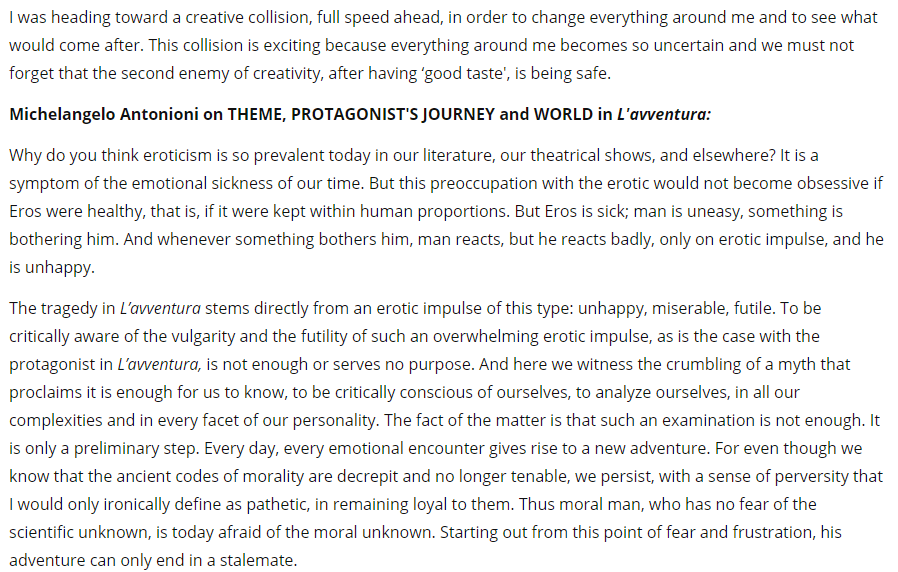 I was heading toward a creative collision, full speed ahead, in order to change everything around me and to see what
would come after. This collision is exciting because everything around me becomes so uncertain and we must not
forget that the second enemy of creativity, after having ‘good taste', is being safe.
Michelangelo Antonioni on THEME, PROTAGONIST'S JOURNEY and WORLD in L'avventura:
Why do you think eroticism is so prevalent today in our literature, our theatrical shows, and elsewhere? It is a
symptom of the emotional sickness of our time. But this preoccupation with the erotic would not become obsessive if
Eros were healthy, that is, if it were kept within human proportions. But Eros is sick; man is uneasy, something is
bothering him. And whenever something bothers him, man reacts, but he reacts badly, only on erotic impulse, and he
is unhappy.
The tragedy in L’avventura stems directly from an erotic impulse of this type: unhappy, miserable, futile. To be
critically aware of the vulgarity and the futility of such an overwhelming erotic impulse, as is the case with the
protagonist in L’avventura, is not enough or serves no purpose. And here we witness the crumbling of a myth that
proclaims it is enough for us to know, to be critically conscious of ourselves, to analyze ourselves, in all our
complexities and in every facet of our personality. The fact of the matter is that such an examination is not enough. It
is only a preliminary step. Every day, every emotional encounter gives rise to a new adventure. For even though we
know that the ancient codes of morality are decrepit and no longer tenable, we persist, with a sense of perversity that
I would only ironically define as pathetic, in remaining loyal to them. Thus moral man, who has no fear of the
scientific unknown, is today afraid of the moral unknown. Starting out from this point of fear and frustration, his
adventure can only end in a stalemate.